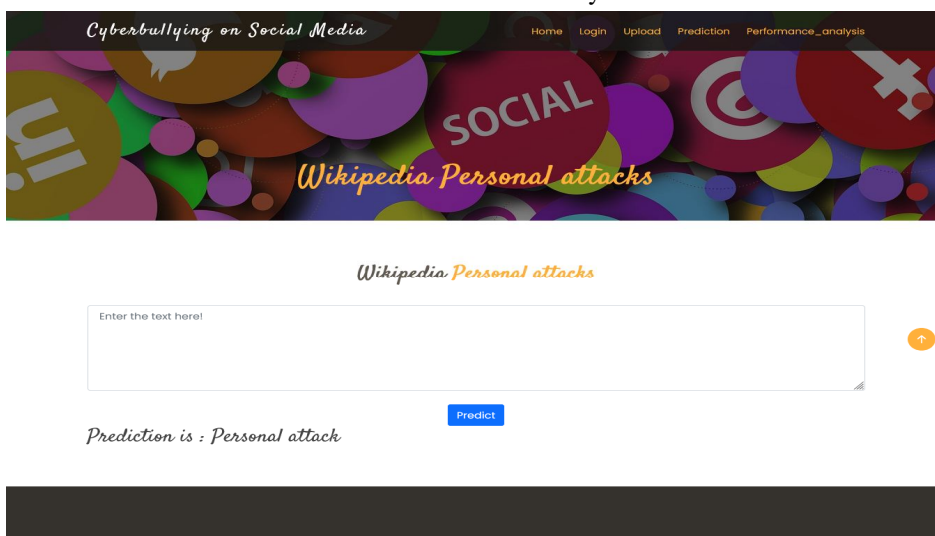 Cyberbullying on Social Media
Home Login Upload Prediction Performance_analysis
SOCIAL
Wikipedia Personal attacks
Wikipedia Personal attacks
Enter the text here!
Predict
Prediction is : Personal attack